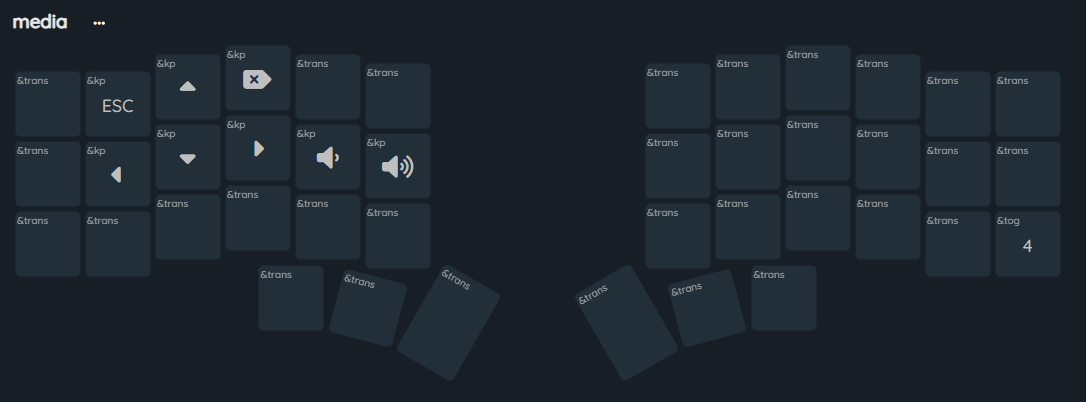 media ...
&trans &kp &kp &kp &trans &trans &trans &trans &trans &trans &trans &trans
ESC
&trans &kp &kp &kp &kp &kp &trans &trans &trans &trans &trans &trans
&trans &trans &trans &trans &trans &trans &trans &trans &trans &trans &trans &tog
4
&trans &trans &trans &trans &trans &trans